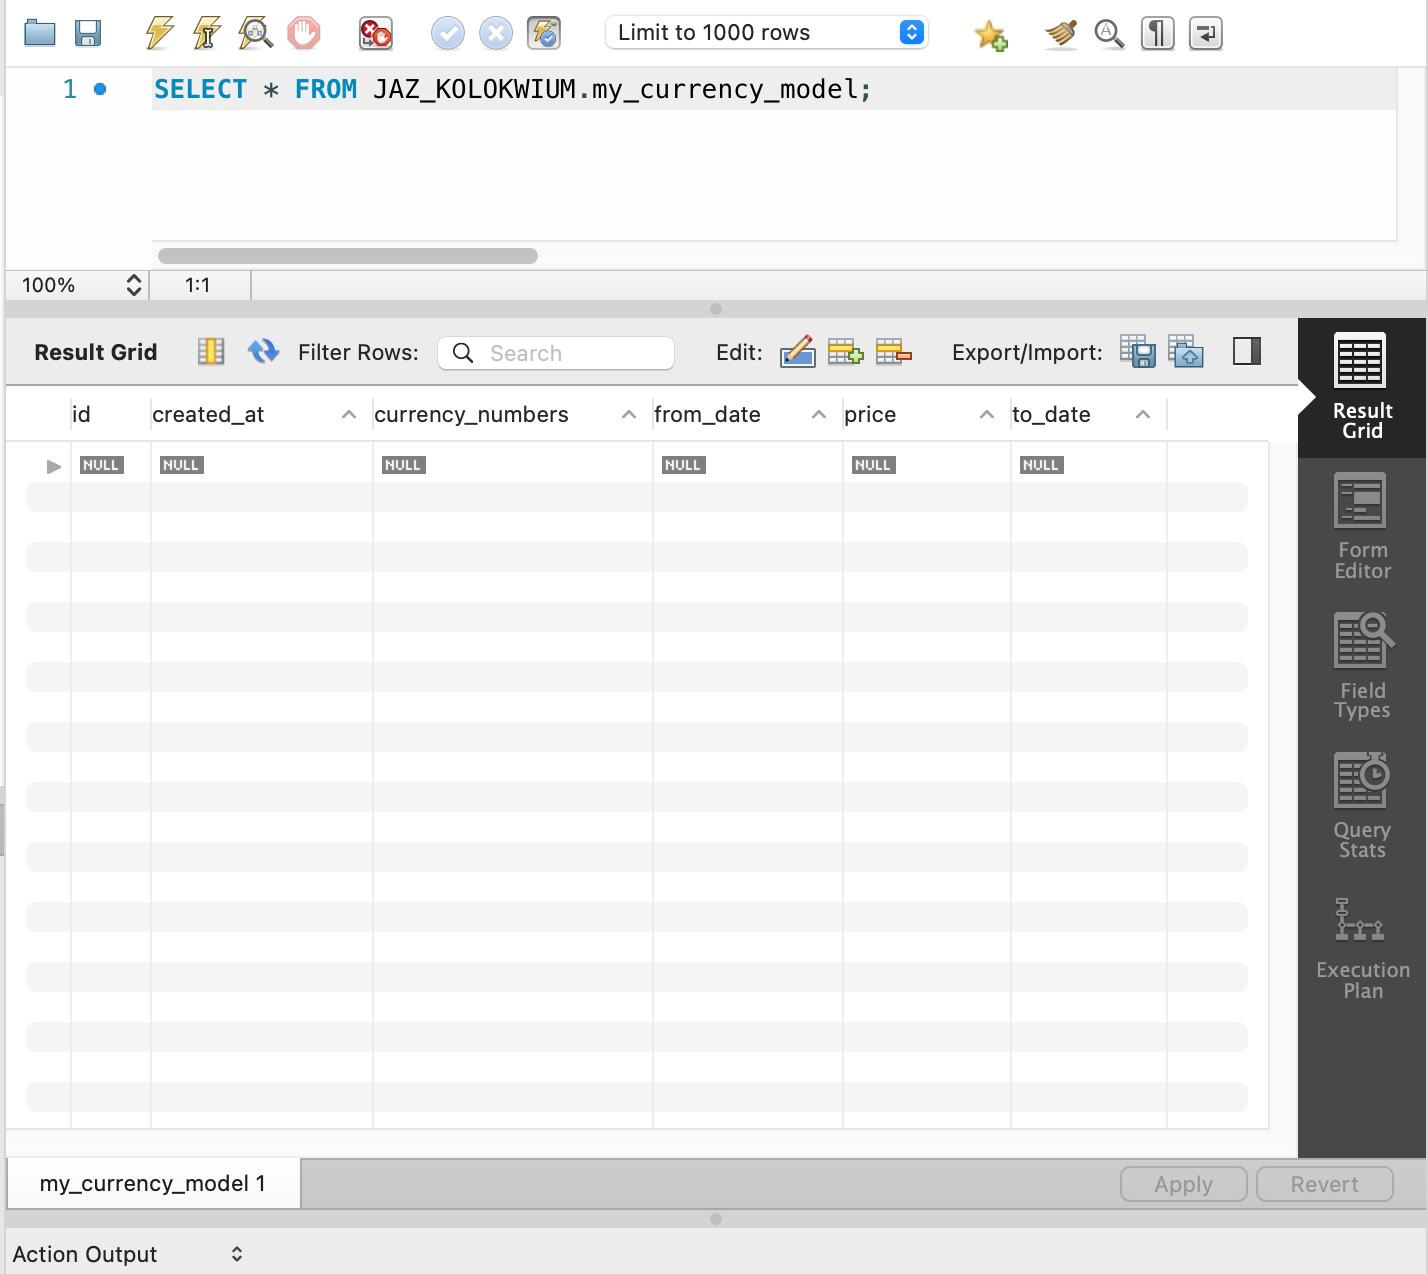 Limit to 1000 rows
1 SELECT * FROM JAZ_KOLOKWIUM.my_currency_model;
100% 1:1
Result Grid Filter Rows: Search Edit: Export/Import:
id created_at currency_numbers from_date price to_date
NULL NULL NULL NULL NULL NULL
Result
Grid
Form
Editor
Field
Types
Query
Stats
Execution
Plan
my_currency_model 1 Apply Revert
Action Output